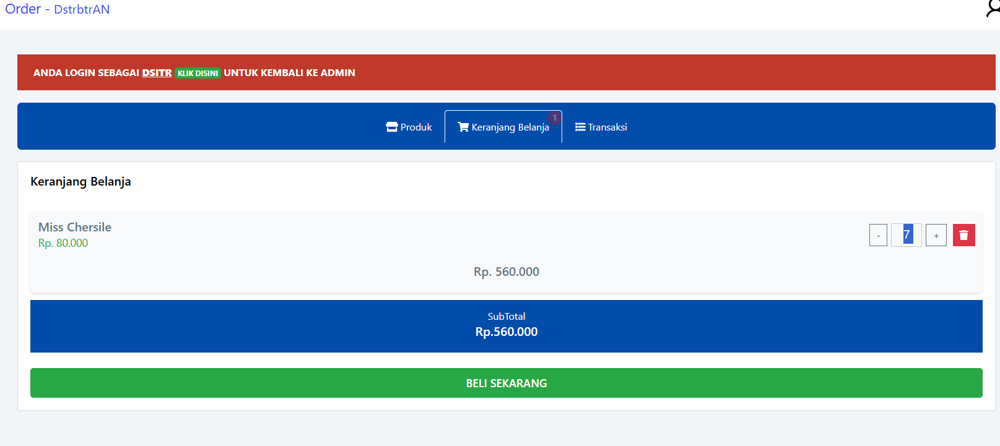 Order - DstrbtrAN
ANDA LOGIN SEBAGAI DSITR KLIK DISINI UNTUK KEMBALI KE ADMIN
Produk
Keranjang Belanja 1
Transaksi
Keranjang Belanja
Miss Chersile
Rp. 80.000
- 7 +
Rp. 560.000
SubTotal
Rp.560.000
BELI SEKARANG